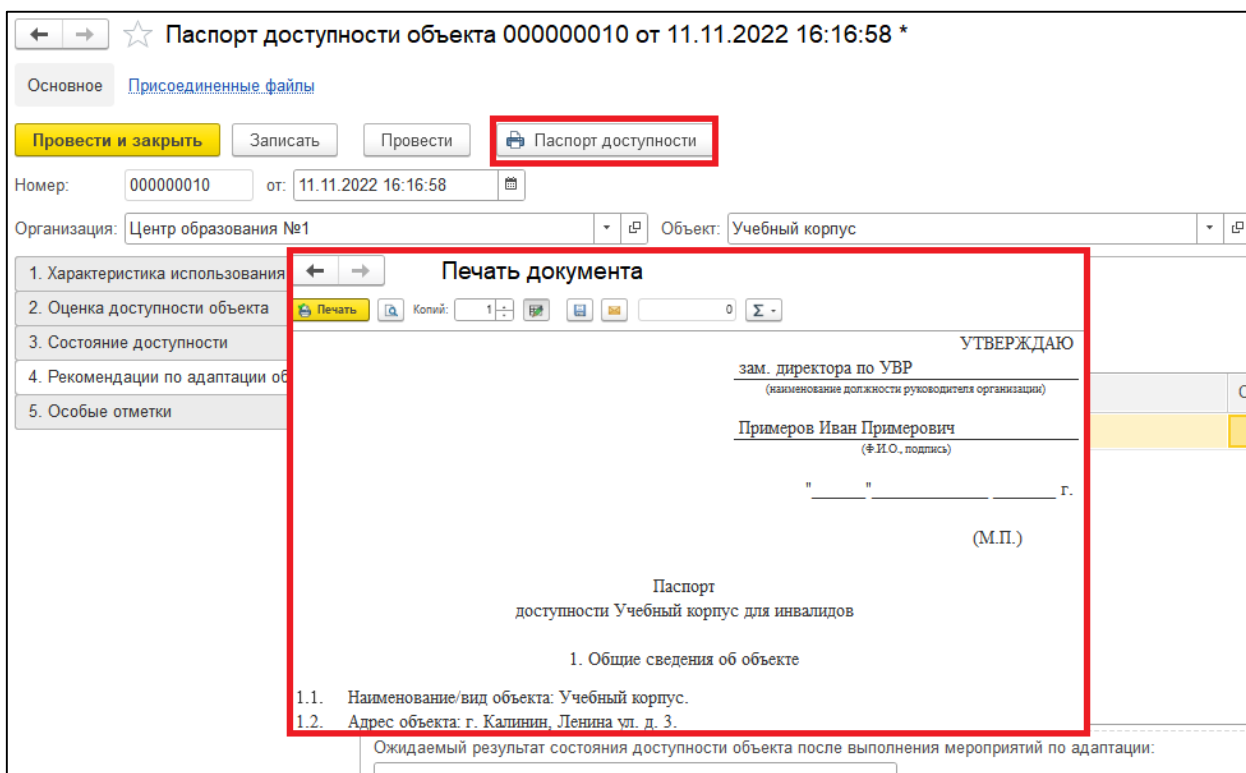 Паспорт доступности объекта 000000010 от 11.11.2022 16:16:58 *
Основное Присоединенные файлы
Провести и закрыть Записать Провести Паспорт доступности
Номер: 000000010 от: 11.11.2022 16:16:58
Организация: Центр образования №1 Объект: Учебный корпус
1. Характеристика использования
2. Оценка доступности объекта
3. Состояние доступности
4. Рекомендации по адаптации об
5. Особые отметки
Печать документа
Печать Копий: 1 0 Σ
УТВЕРЖДАЮ
зам. директора по УВР
(наименование должности руководителя организации)
Примеров Иван Примерович
(Ф.И.О., подпись)
"______"______________ _______ г.
(М.П.)
Паспорт
доступности Учебный корпус для инвалидов
1. Общие сведения об объекте
1.1. Наименование/вид объекта: Учебный корпус.
1.2. Адрес объекта: г. Калинин, Ленина ул. д. 3.
Ожидаемый результат состояния доступности объекта после выполнения мероприятий по адаптации: